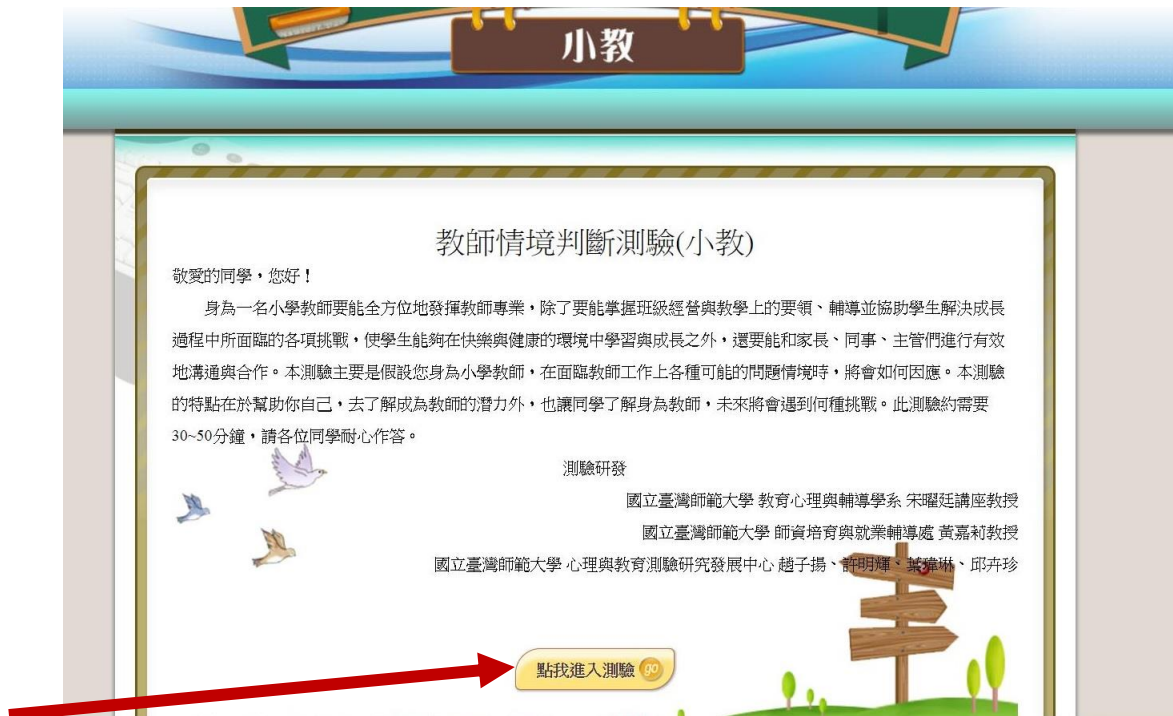 小教
教師情境判斷測驗(小教)
敬愛的同學，您好！
身為一名小學教師要能全方位地發揮教師專業，除了要能掌握班級經營與教學上的要領、輔導並協助學生解決成長
過程中所面臨的各項挑戰，使學生能夠在快樂與健康的環境中學習與成長之外，還要能和家長、同事、主管們進行有效
地溝通與合作。本測驗主要是假設您身為小學教師，在面臨教師工作上各種可能的問題情境時，將會如何因應。本測驗
的特點在於幫助你自己，去了解成為教師的潛力外，也讓同學了解身為教師，未來將會遇到何種挑戰。此測驗約需要
30~50分鐘，請各位同學耐心作答。
測驗研發
國立臺灣師範大學 教育心理與輔導學系 宋曜廷講座教授
國立臺灣師範大學 師資培育與就業輔導處 黃嘉莉教授
國立臺灣師範大學 心理與教育測驗研究發展中心 趙子揚、許明輝、葉瑋琳、邱卉珍
點我進入測驗 go